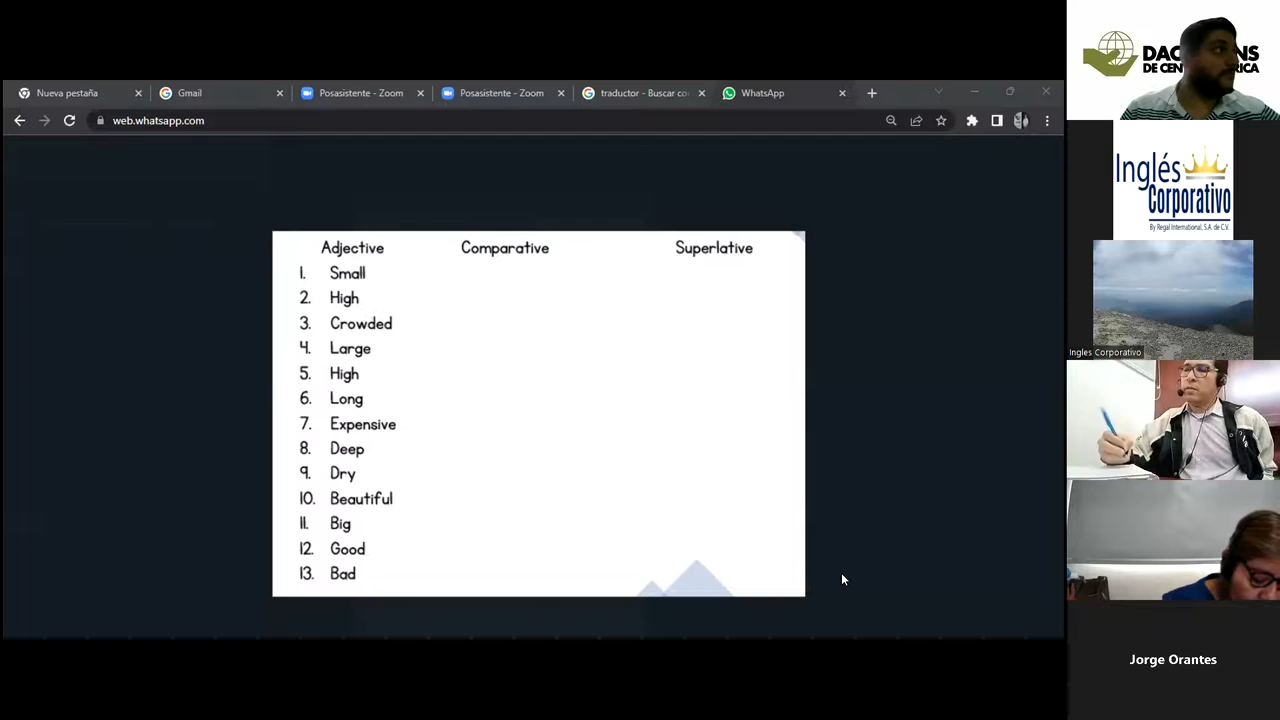 Nueva pestaña
Gmail
Posasistente - Zoom
Posasistente - Zoom
traductor - Buscar co
WhatsApp
web.whatsapp.com
Adjective Comparative Superlative
1. Small
2. High
3. Crowded
4. Large
5. High
6. Long
7. Expensive
8. Deep
9. Dry
10. Beautiful
11. Big
12. Good
13. Bad
DE CEN
Inglés
Corporativo
By Regal International, S.A. de C.V.
Ingles Corporativo
Jorge Orantes